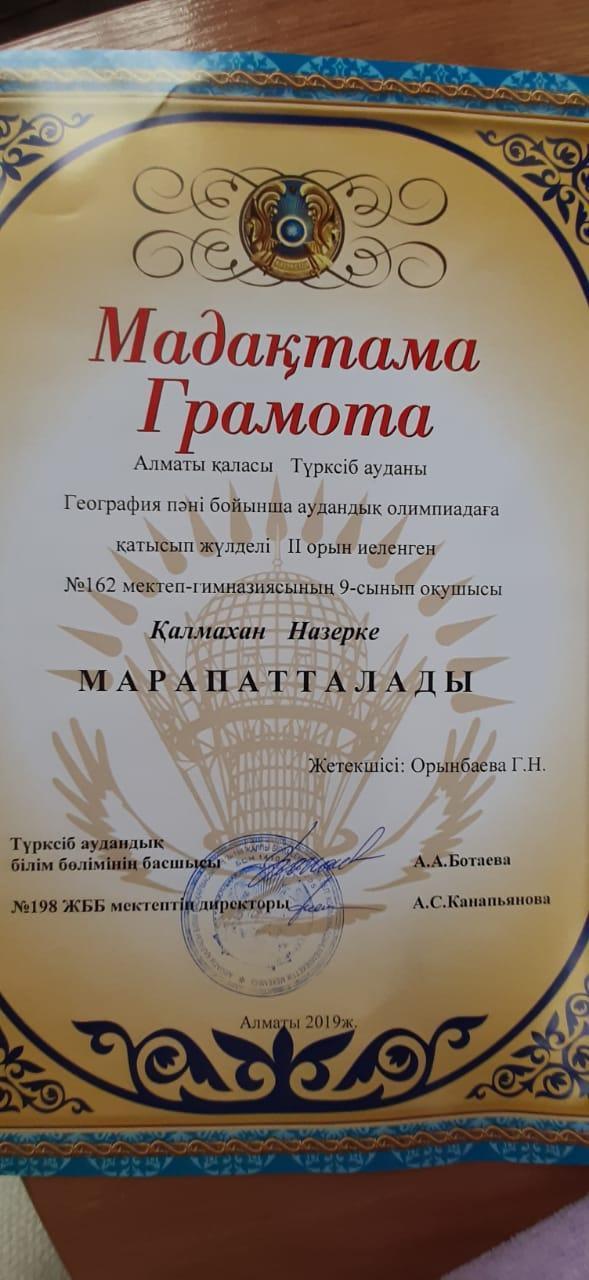 Мадақтама
Грамота
Алматы қаласы Түрксіб ауданы
География пәні бойынша аудандық олимпиадаға
қатысып жүлделі II орын иеленген
№162 мектеп-гимназиясының 9-сынып оқушысы
Қалмахан Назерке
МАРАПАТТАЛАДЫ
Жетекшісі: Орынбаева Г.Н.
Түрксіб аудандық
білім бөлімінің басшысы А.А.Ботаева
№198 ЖББ мектептің директоры А.С.Канапьянова
Алматы 2019ж.